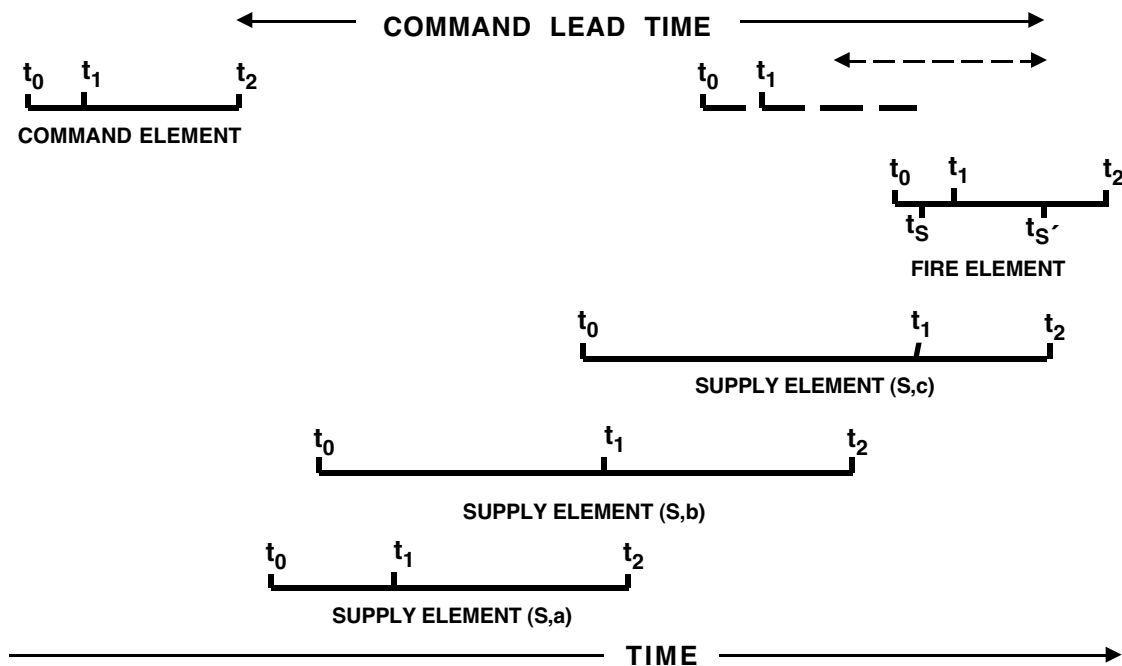 COMMAND LEAD TIME
t0 t1 t2 t0 t1
COMMAND ELEMENT
t0 t1 t2
tS tS´
FIRE ELEMENT
t0 t1 t2
SUPPLY ELEMENT (S,c)
t0 t1 t2
SUPPLY ELEMENT (S,b)
t0 t1 t2
SUPPLY ELEMENT (S,a)
TIME